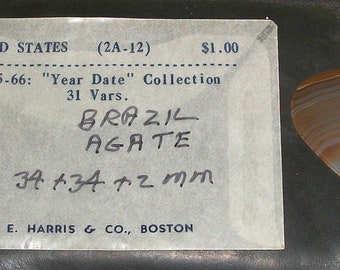 D STATES (2A-12) $1.00
5-66: "Year Date" Collection
31 Vars.
BRAZIL
AGATE
34 + 34 + 2 mm
E. HARRIS & CO., BOSTON